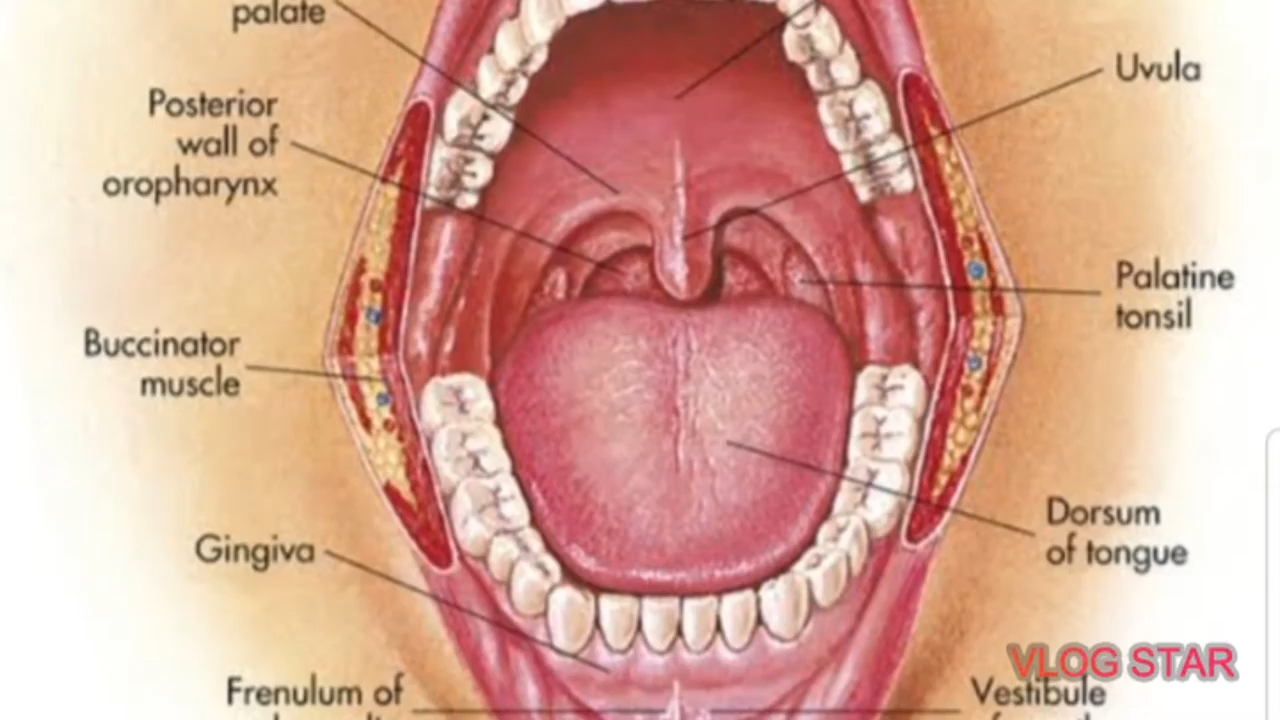 palate
Posterior
wall of
oropharynx
Uvula
Palatine
tonsil
Buccinator
muscle
Dorsum
of tongue
Gingiva
VLOG STAR
Frenulum of
Vestibule